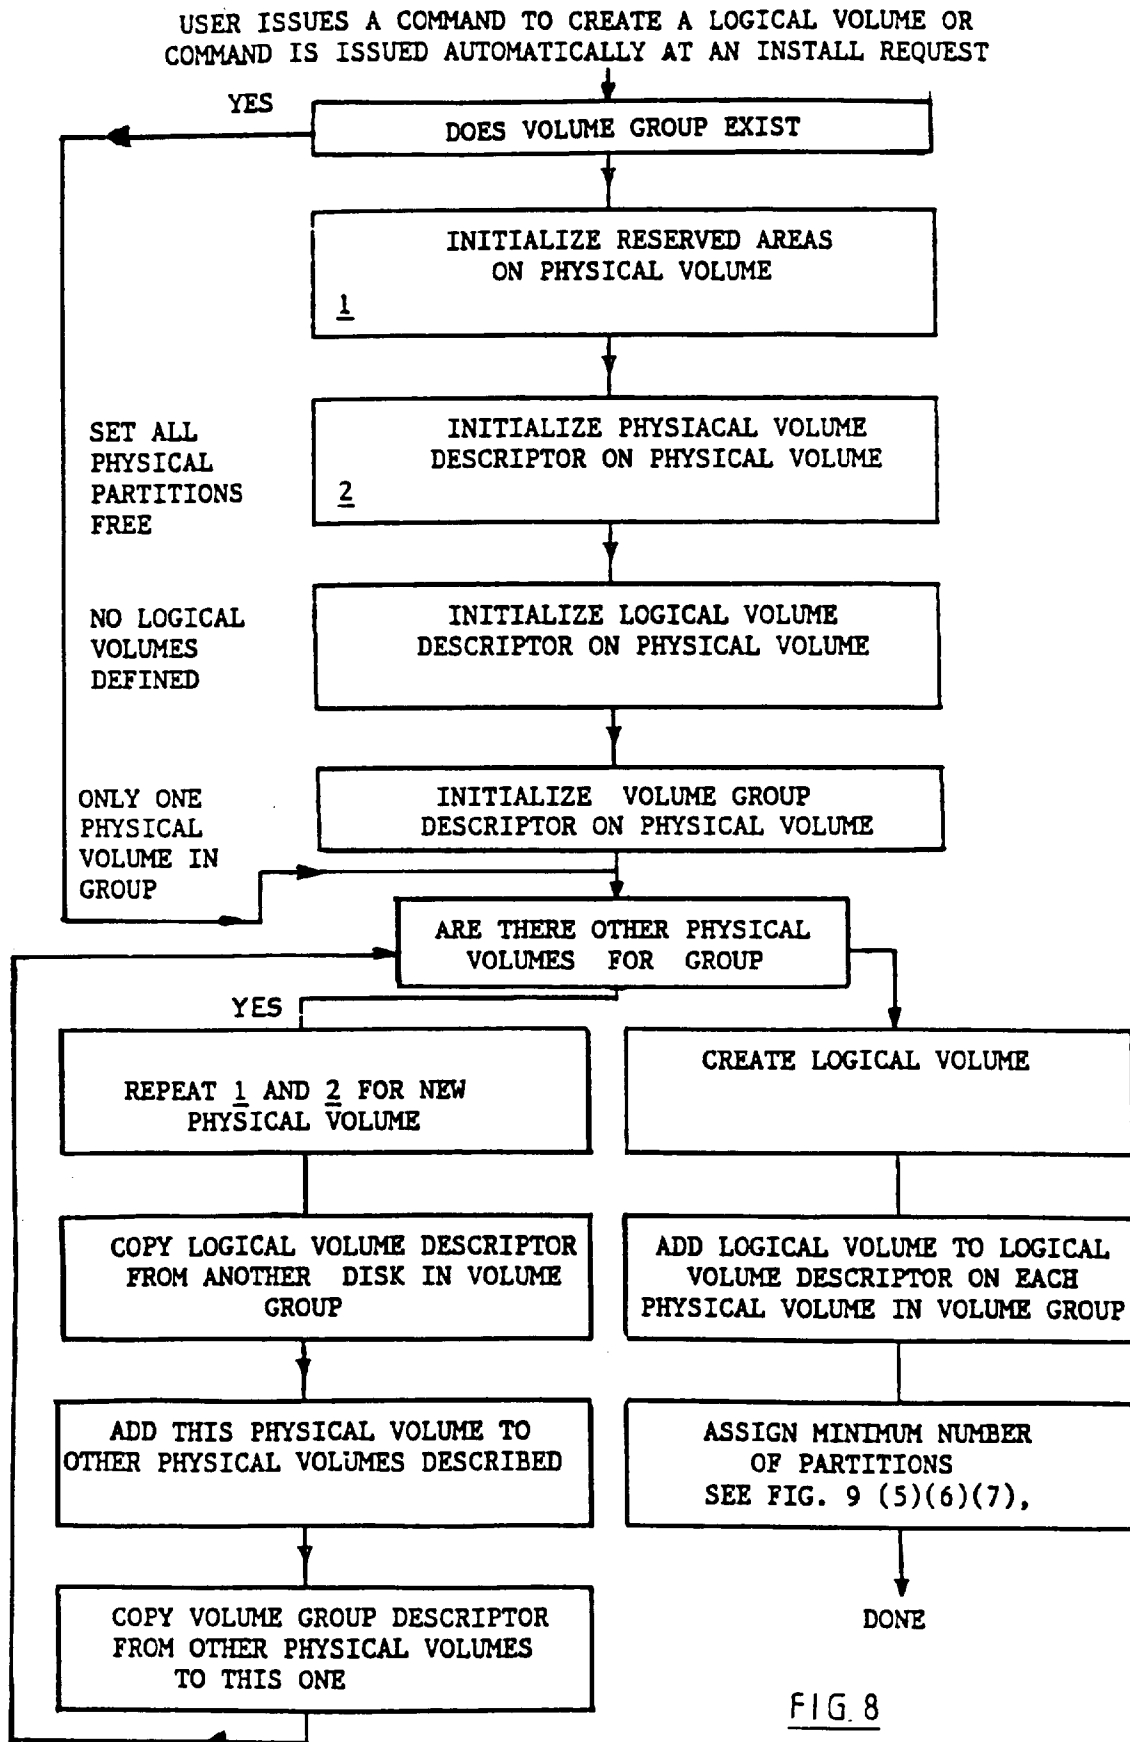 USER ISSUES A COMMAND TO CREATE A LOGICAL VOLUME OR
COMMAND IS ISSUED AUTOMATICALLY AT AN INSTALL REQUEST
YES
DOES VOLUME GROUP EXIST
INITIALIZE RESERVED AREAS
ON PHYSICAL VOLUME
1
SET ALL
PHYSICAL
PARTITIONS
FREE
INITIALIZE PHYSIACAL VOLUME
DESCRIPTOR ON PHYSICAL VOLUME
2
NO LOGICAL
VOLUMES
DEFINED
INITIALIZE LOGICAL VOLUME
DESCRIPTOR ON PHYSICAL VOLUME
ONLY ONE
PHYSICAL
VOLUME IN
GROUP
INITIALIZE VOLUME GROUP
DESCRIPTOR ON PHYSICAL VOLUME
ARE THERE OTHER PHYSICAL
VOLUMES FOR GROUP
YES
REPEAT 1 AND 2 FOR NEW
PHYSICAL VOLUME
COPY LOGICAL VOLUME DESCRIPTOR
FROM ANOTHER DISK IN VOLUME
GROUP
ADD THIS PHYSICAL VOLUME TO
OTHER PHYSICAL VOLUMES DESCRIBED
COPY VOLUME GROUP DESCRIPTOR
FROM OTHER PHYSICAL VOLUMES
TO THIS ONE
CREATE LOGICAL VOLUME
ADD LOGICAL VOLUME TO LOGICAL
VOLUME DESCRIPTOR ON EACH
PHYSICAL VOLUME IN VOLUME GROUP
ASSIGN MINIMUM NUMBER
OF PARTITIONS
SEE FIG. 9 (5)(6)(7),
DONE
FIG. 8